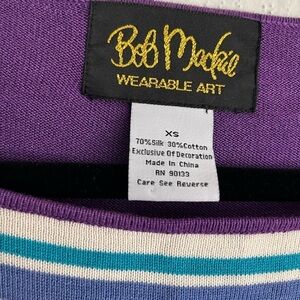 Bob Mackie
WEARABLE ART
XS
70%Silk 30%Cotton
Exclusive Of Decoration
Made In China
RN 90133
Care See Reverse